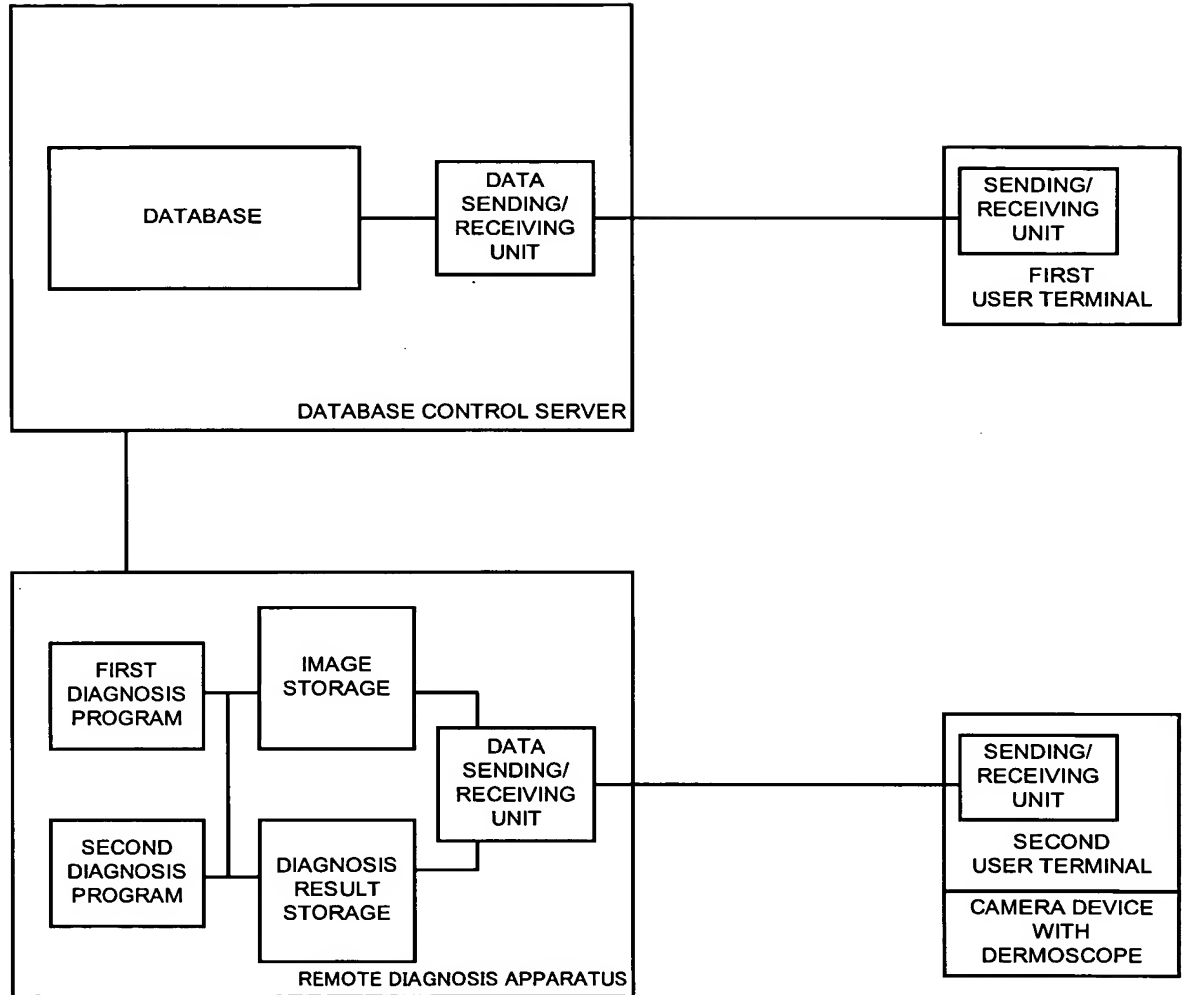 DATABASE
DATA
SENDING/
RECEIVING
UNIT
DATABASE CONTROL SERVER
SENDING/
RECEIVING
UNIT
FIRST
USER TERMINAL
FIRST
DIAGNOSIS
PROGRAM
IMAGE
STORAGE
SECOND
DIAGNOSIS
PROGRAM
DIAGNOSIS
RESULT
STORAGE
DATA
SENDING/
RECEIVING
UNIT
REMOTE DIAGNOSIS APPARATUS
SENDING/
RECEIVING
UNIT
SECOND
USER TERMINAL
CAMERA DEVICE
WITH
DERMOSCOPE